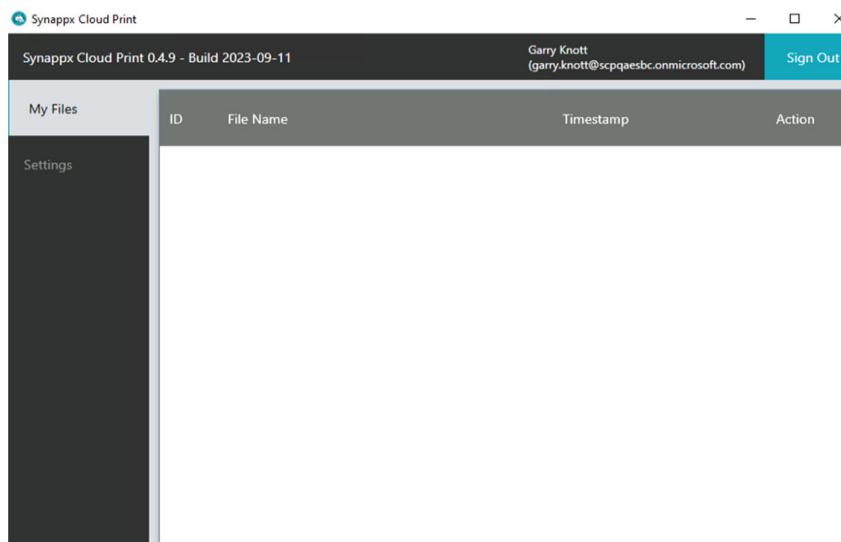 Synappx Cloud Print
Synappx Cloud Print 0.4.9 - Build 2023-09-11
Garry Knott
(garry.knott@scpqaesbc.onmicrosoft.com)
Sign Out
My Files
Settings
ID File Name Timestamp Action